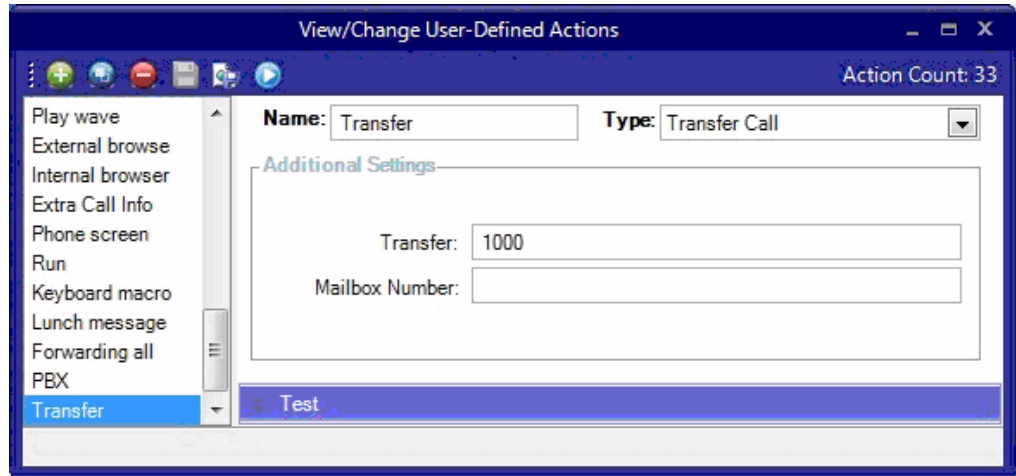 View/Change User-Defined Actions
Action Count: 33
Play wave
External browse
Internal browser
Extra Call Info
Phone screen
Run
Keyboard macro
Lunch message
Forwarding all
PBX
Transfer
Name: Transfer Type: Transfer Call
Additional Settings
Transfer: 1000
Mailbox Number:
Test